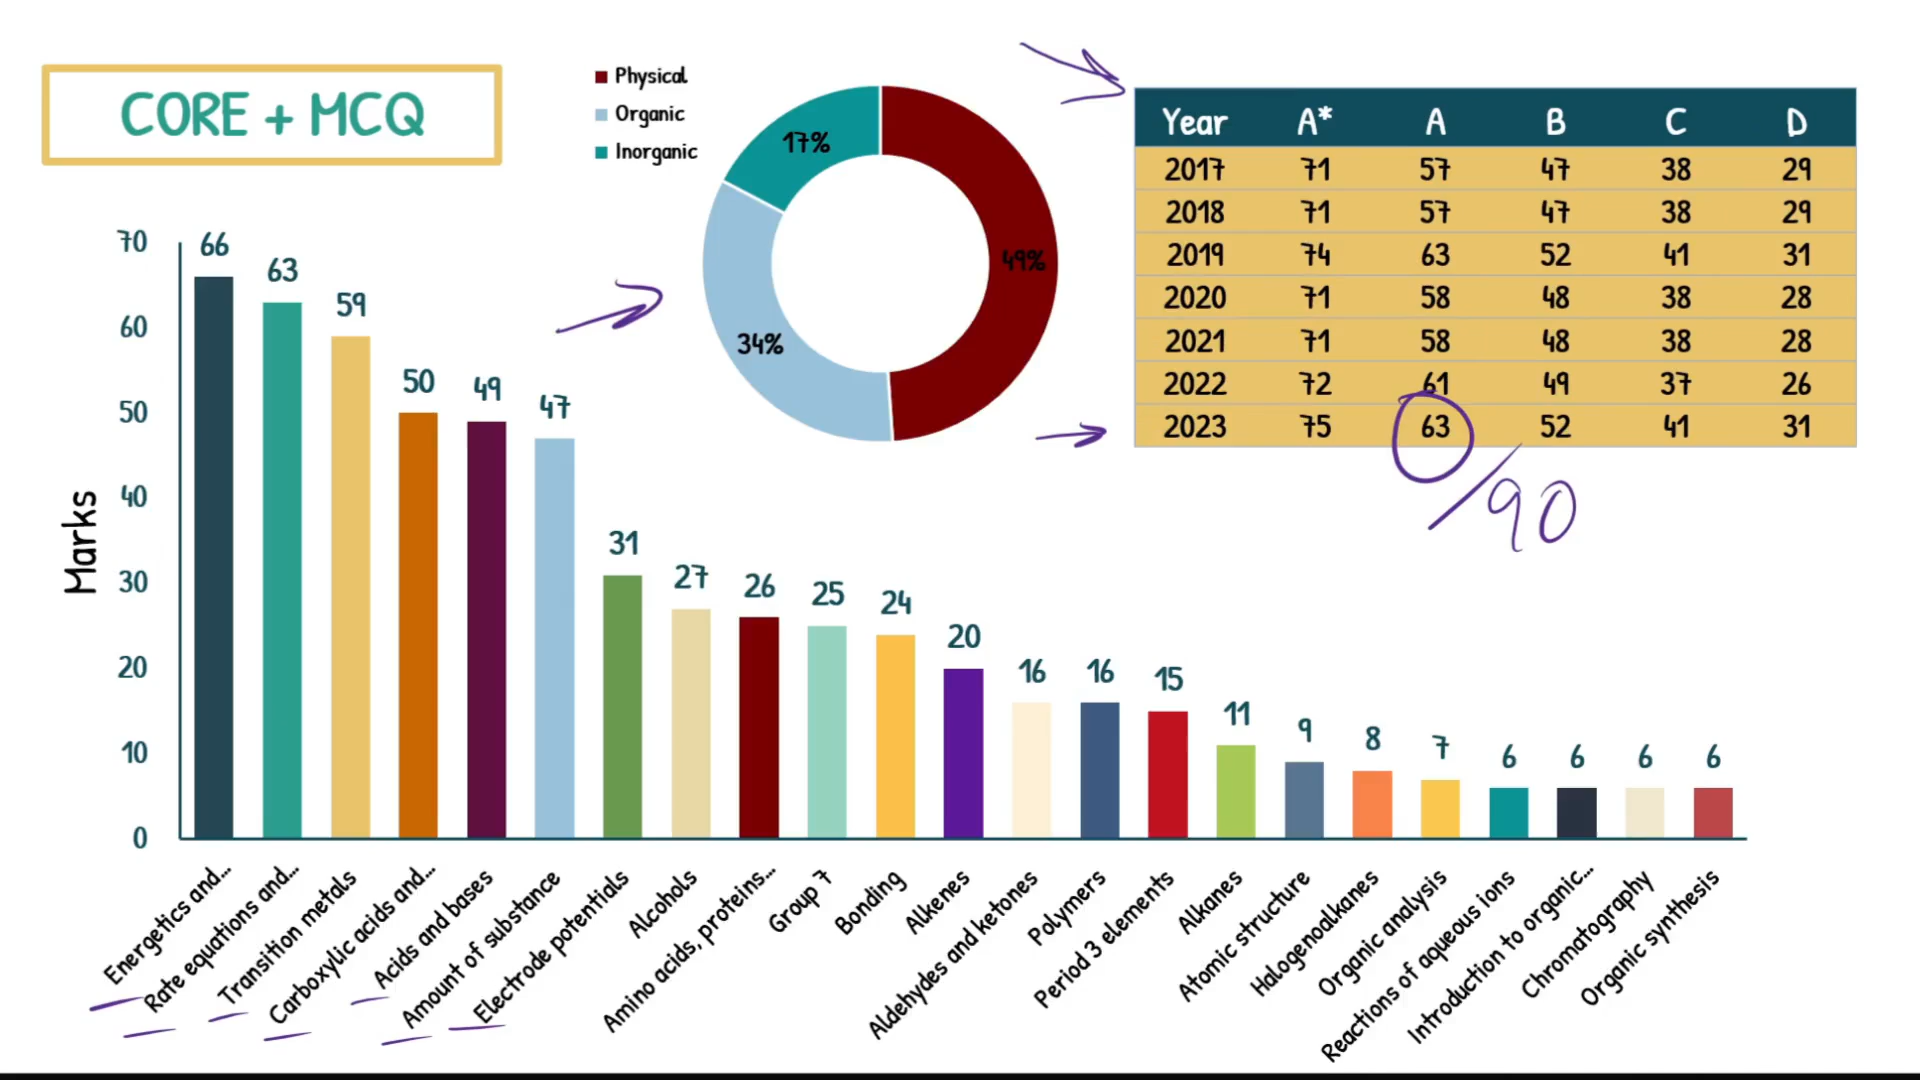 CORE + MCQ
Physical
Organic
Inorganic
17%
49%
34%
Year A* A B C D
2017 71 57 47 38 29
2018 71 57 47 38 29
2019 74 63 52 41 31
2020 71 58 48 38 28
2021 71 58 48 38 28
2022 72 61 49 37 26
2023 75 63 52 41 31
/90
Marks
70
60
50
40
30
20
10
0
66 63 59 50 49 47 31 27 26 25 24 20 16 16 15 11 9 8 7 6 6 6 6
Energetics and...
Rate equations and...
Transition metals
Carboxylic acids and...
Acids and bases
Amount of substance
Electrode potentials
Alcohols
Amino acids, proteins...
Group 7
Bonding
Alkenes
Aldehydes and ketones
Polymers
Period 3 elements
Alkanes
Atomic structure
Halogenoalkanes
Organic analysis
Reactions of aqueous ions
Introduction to organic...
Chromatography
Organic synthesis